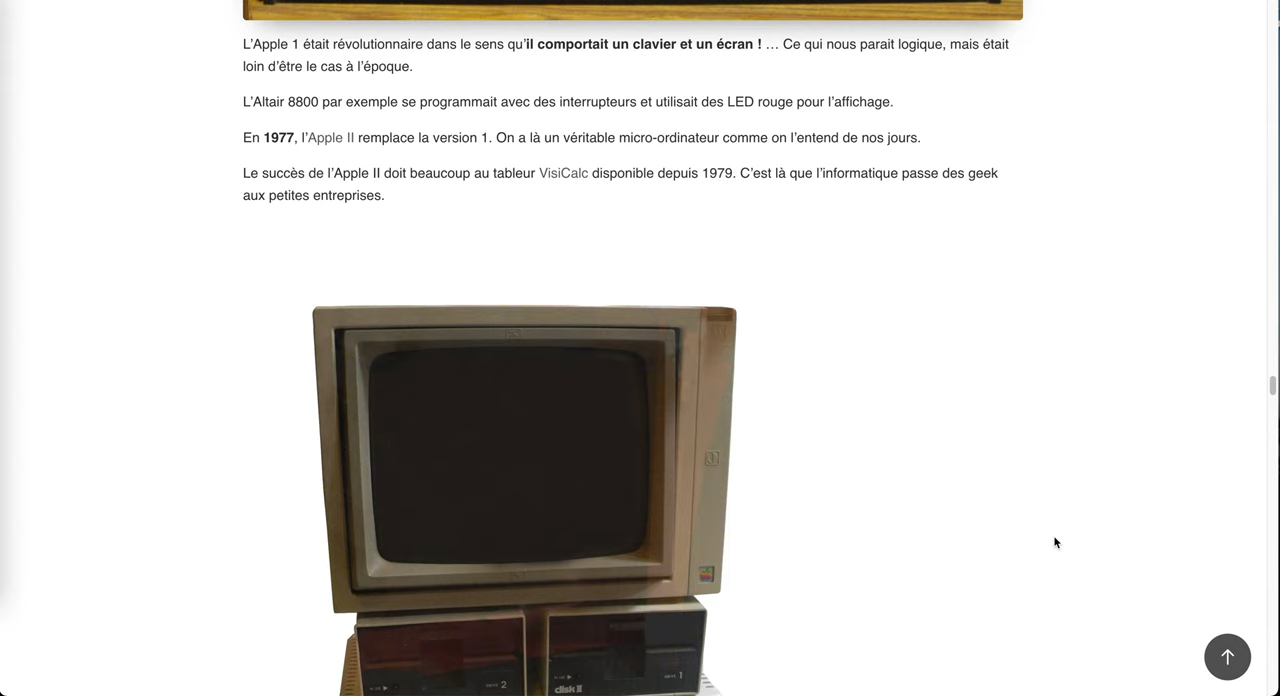 L’Apple 1 était révolutionnaire dans le sens qu’il comportait un clavier et un écran ! … Ce qui nous parait logique, mais était
loin d’être le cas à l’époque.
L’Altair 8800 par exemple se programmait avec des interrupteurs et utilisait des LED rouge pour l’affichage.
En 1977, l’Apple II remplace la version 1. On a là un véritable micro-ordinateur comme on l’entend de nos jours.
Le succès de l’Apple II doit beaucoup au tableur VisiCalc disponible depuis 1979. C’est là que l’informatique passe des geek
aux petites entreprises.
2
1
disk II